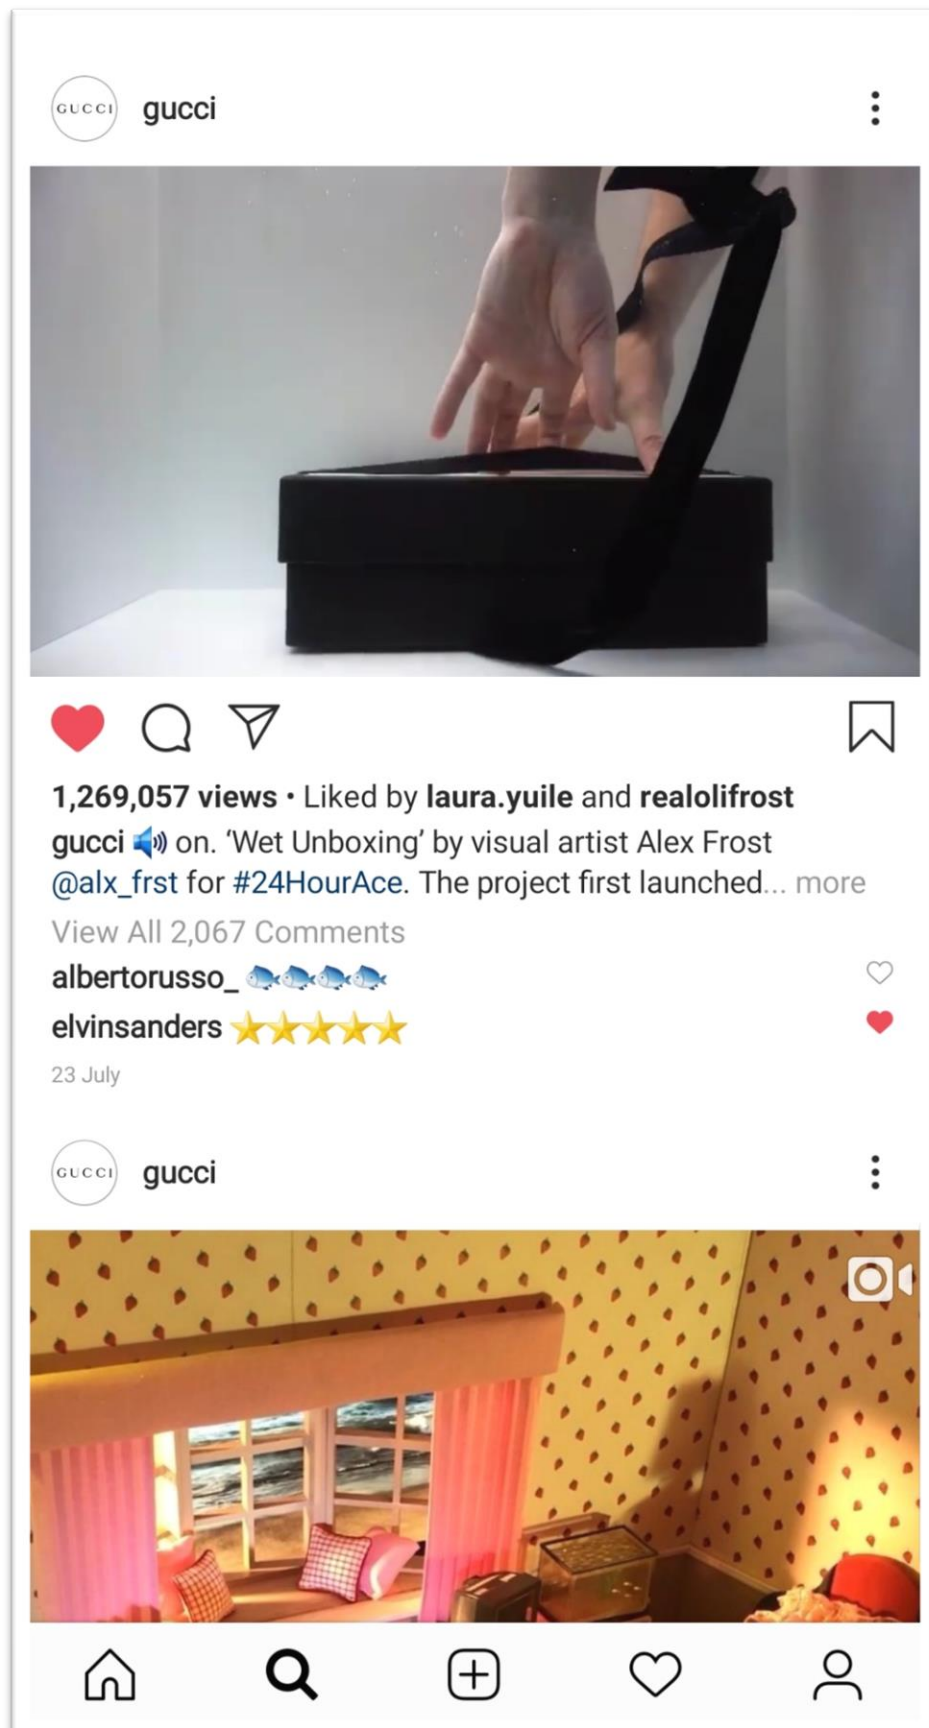 GUCCI gucci
1,269,057 views • Liked by laura.yuile and realolifrost
gucci 🔊 on. ‘Wet Unboxing’ by visual artist Alex Frost
@alx_frst for #24HourAce. The project first launched... more
View All 2,067 Comments
albertorusso_ 🐟🐟🐟🐟
elvinsanders ⭐⭐⭐⭐⭐
23 July
GUCCI gucci